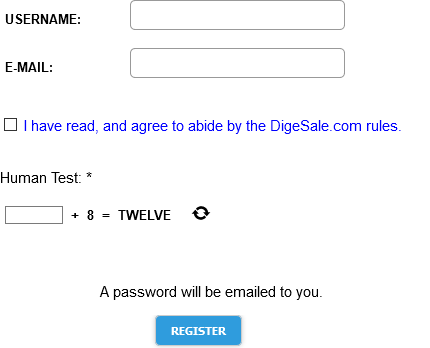 USERNAME:
E-MAIL:
I have read, and agree to abide by the DigeSale.com rules.
Human Test: *
+ 8 = TWELVE
A password will be emailed to you.
REGISTER